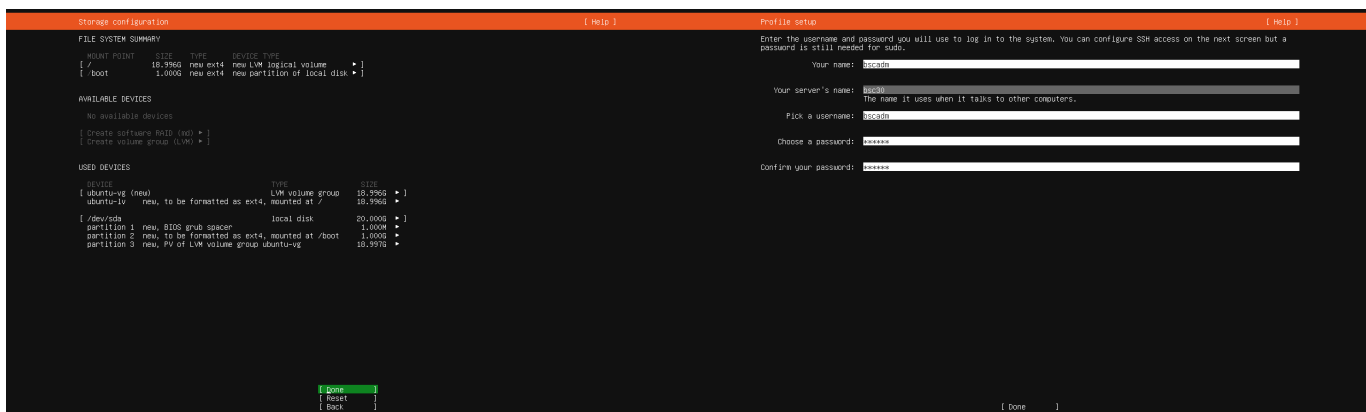 Storage configuration [ Help ]
FILE SYSTEM SUMMARY
MOUNT POINT SIZE TYPE DEVICE TYPE
[ / 18.996G new ext4 new LVM logical volume ▸ ]
[ /boot 1.000G new ext4 new partition of local disk ▸ ]
AVAILABLE DEVICES
No available devices
[ Create software RAID (md) ▸ ]
[ Create volume group (LVM) ▸ ]
USED DEVICES
DEVICE TYPE SIZE
[ ubuntu-vg (new) LVM volume group 18.996G ▸ ]
ubuntu-lv new, to be formatted as ext4, mounted at / 18.996G ▸
[ /dev/sda local disk 20.000G ▸ ]
partition 1 new, BIOS grub spacer 1.000M ▸
partition 2 new, to be formatted as ext4, mounted at /boot 1.000G ▸
partition 3 new, PV of LVM volume group ubuntu-vg 18.997G ▸
[ Done ]
[ Reset ]
[ Back ]
Profile setup [ Help ]
Enter the username and password you will use to log in to the system. You can configure SSH access on the next screen but a
password is still needed for sudo.
Your name: bscadm
Your server's name: bsc30
The name it uses when it talks to other computers.
Pick a username: bscadm
Choose a password: ******
Confirm your password: ******
[ Done ]